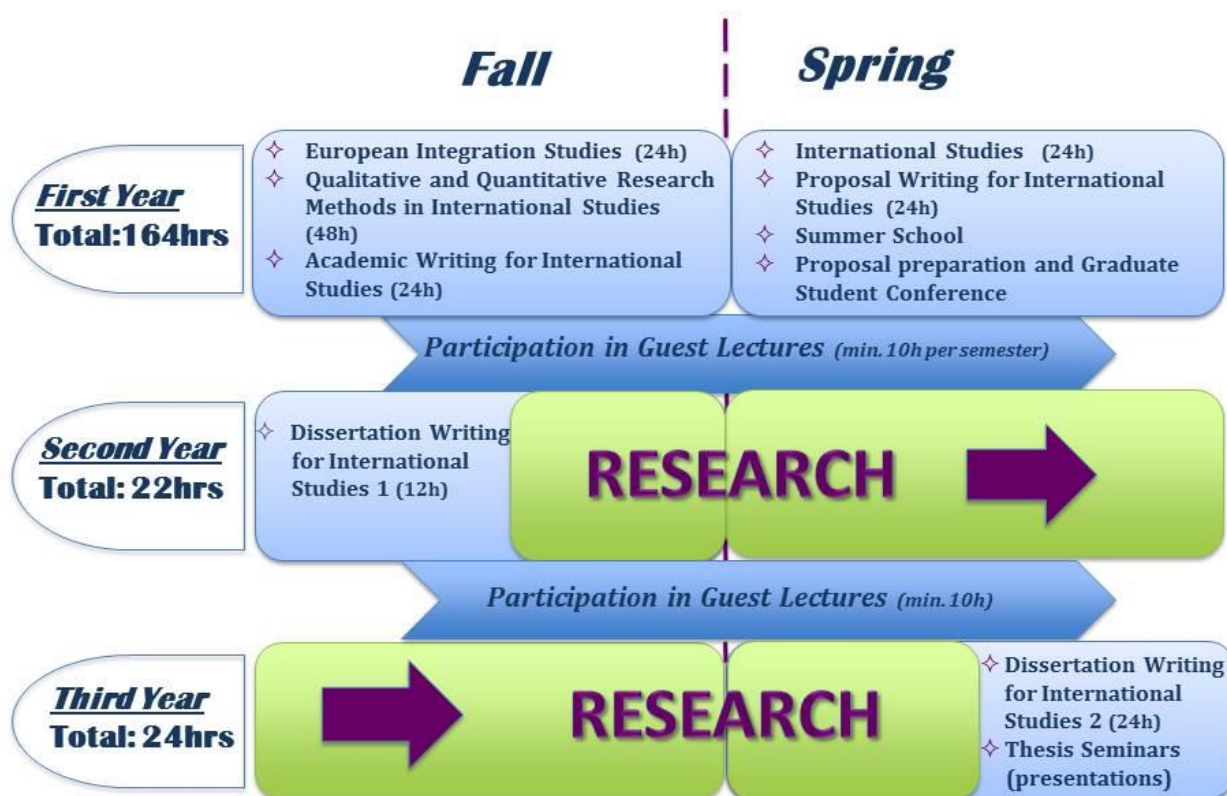 Fall
Spring
First Year
Total:164hrs
European Integration Studies (24h)
Qualitative and Quantitative Research
Methods in International Studies
(48h)
Academic Writing for International
Studies (24h)
International Studies (24h)
Proposal Writing for International
Studies (24h)
Summer School
Proposal preparation and Graduate
Student Conference
Participation in Guest Lectures (min. 10h per semester)
Second Year
Total: 22hrs
Dissertation Writing
for International
Studies 1 (12h)
RESEARCH
Participation in Guest Lectures (min. 10h)
Third Year
Total: 24hrs
RESEARCH
Dissertation Writing
for International
Studies 2 (24h)
Thesis Seminars
(presentations)